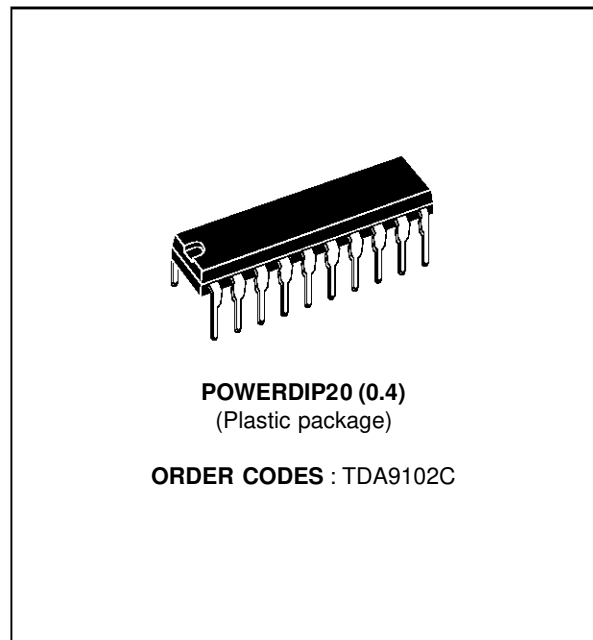 POWERDIP20 (0.4)
(Plastic package)
ORDER CODES : TDA9102C